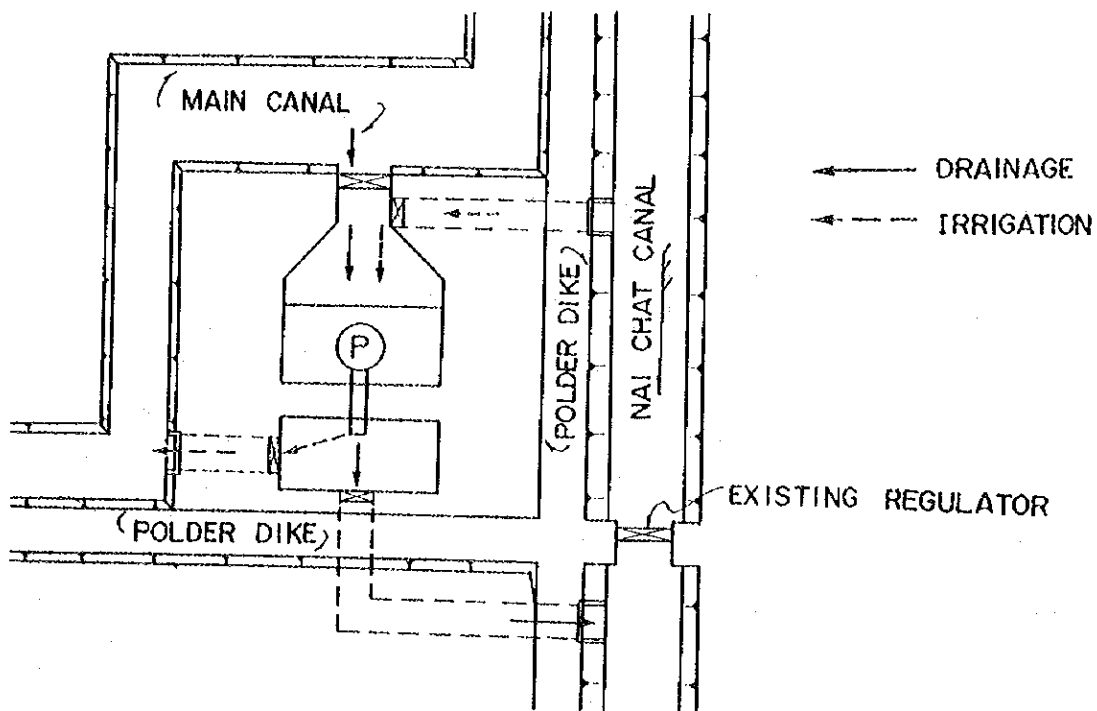 (MAIN CANAL)
DRAINAGE
IRRIGATION
NAI CHAT CANAL
(POLDER DIKE)
P
EXISTING REGULATOR
(POLDER DIKE)